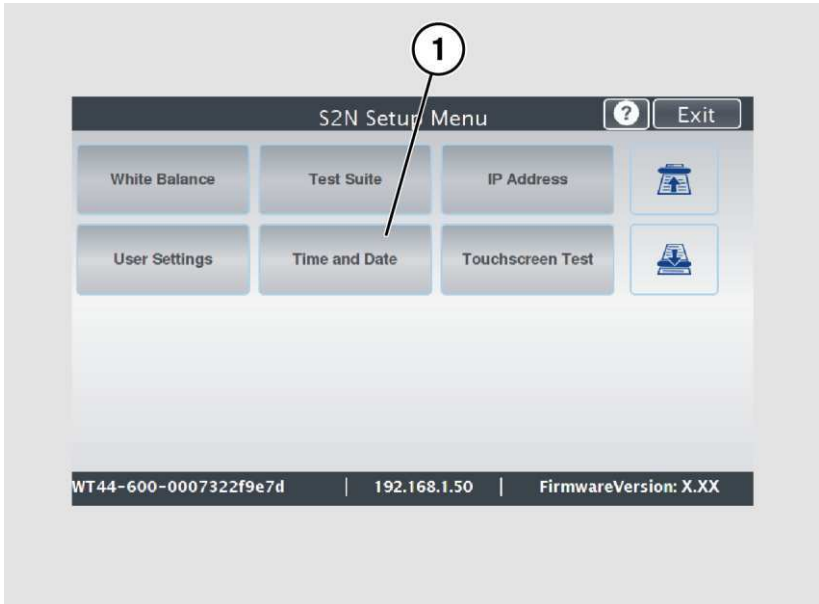 1
S2N Setup Menu ? Exit
White Balance Test Suite IP Address
User Settings Time and Date Touchscreen Test
WT44-600-0007322f9e7d | 192.168.1.50 | FirmwareVersion: X.XX